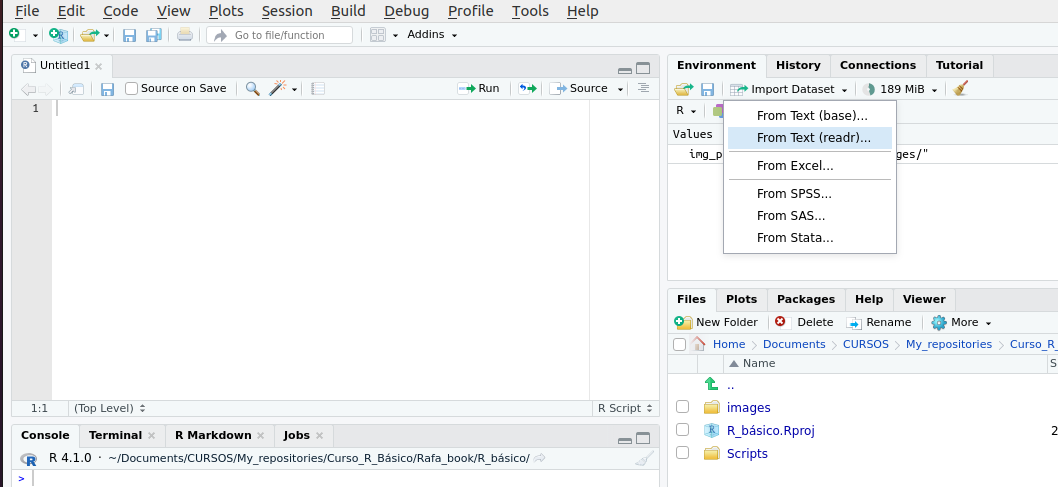 File Edit Code View Plots Session Build Debug Profile Tools Help
Go to file/function Addins
Untitled1
Source on Save Run Source
1
1:1 (Top Level) R Script
Console Terminal R Markdown Jobs
R 4.1.0 · ~/Documents/CURSOS/My_repositories/Curso_R_Básico/Rafa_book/R_básico/
>
Environment History Connections Tutorial
Import Dataset 189 MiB
R
Values
img_p ges/"
From Text (base)...
From Text (readr)...
From Excel...
From SPSS...
From SAS...
From Stata...
Files Plots Packages Help Viewer
New Folder Delete Rename More
Home Documents CURSOS My_repositories Curso_R_
Name S
..
images
R_básico.Rproj 2
Scripts